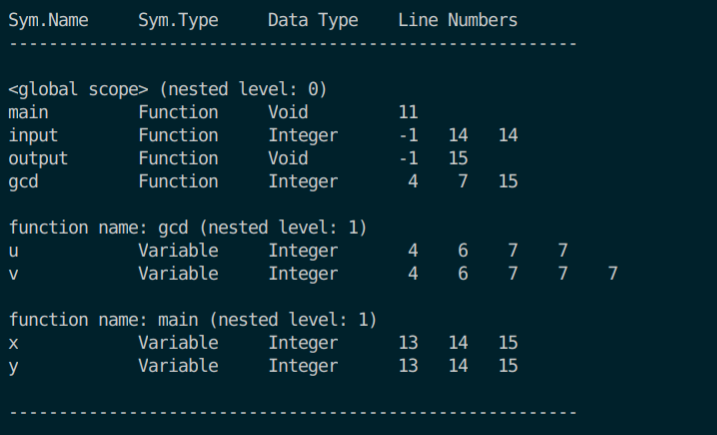 Sym.Name     Sym.Type     Data Type    Line Numbers
---------------------------------------------------------
<global scope> (nested level: 0)
main            Function     Void         11
input           Function     Integer      -1   14   14
output          Function     Void         -1   15
gcd             Function     Integer       4    7   15
function name: gcd (nested level: 1)
u               Variable     Integer       4    6    7    7
v               Variable     Integer       4    6    7    7    7
function name: main (nested level: 1)
x               Variable     Integer      13   14   15
y               Variable     Integer      13   14   15
---------------------------------------------------------